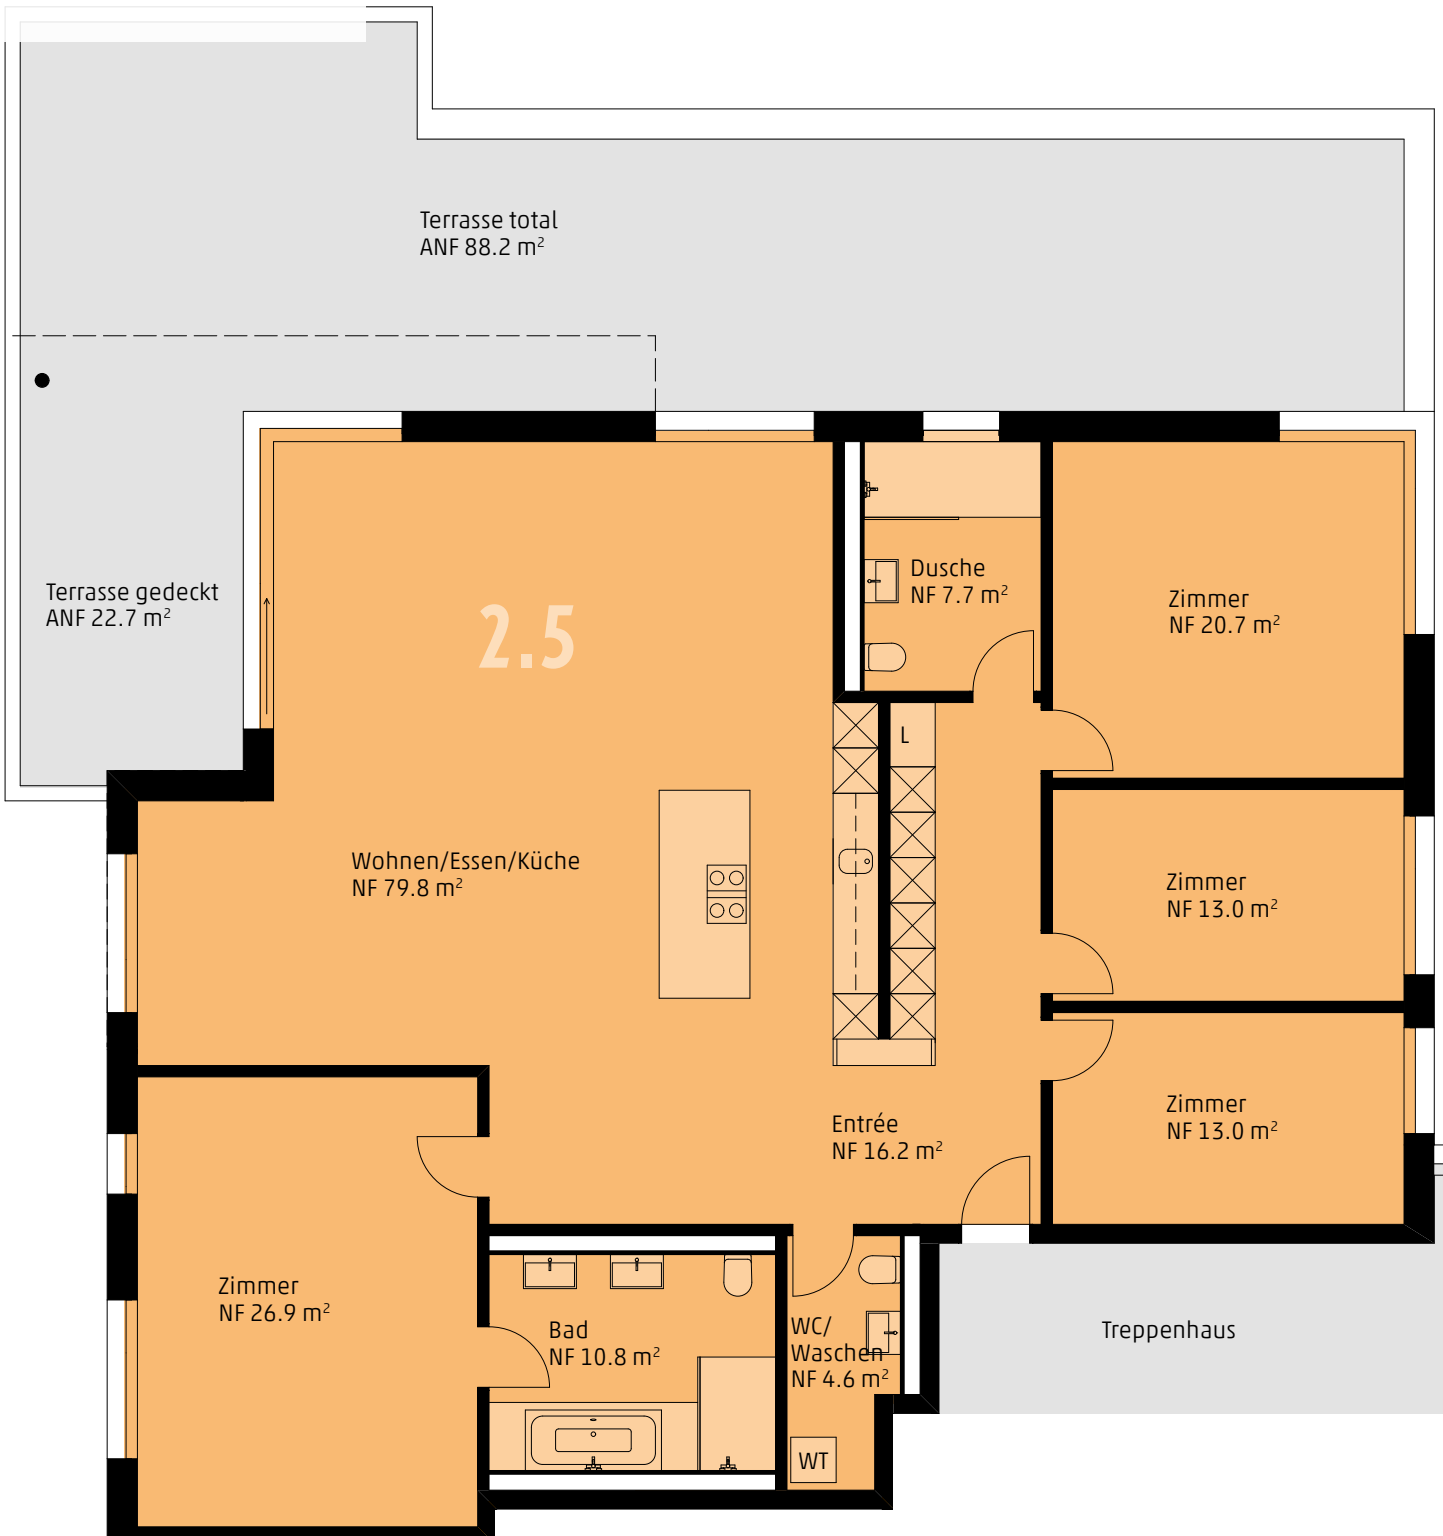 Terrasse total
ANF 88.2 m²
Terrasse gedeckt
ANF 22.7 m²
2.5
Dusche
NF 7.7 m²
Zimmer
NF 20.7 m²
L
Wohnen/Essen/Küche
NF 79.8 m²
Zimmer
NF 13.0 m²
Zimmer
NF 13.0 m²
Entrée
NF 16.2 m²
Zimmer
NF 26.9 m²
Bad
NF 10.8 m²
WC/
Waschen
NF 4.6 m²
WT
Treppenhaus